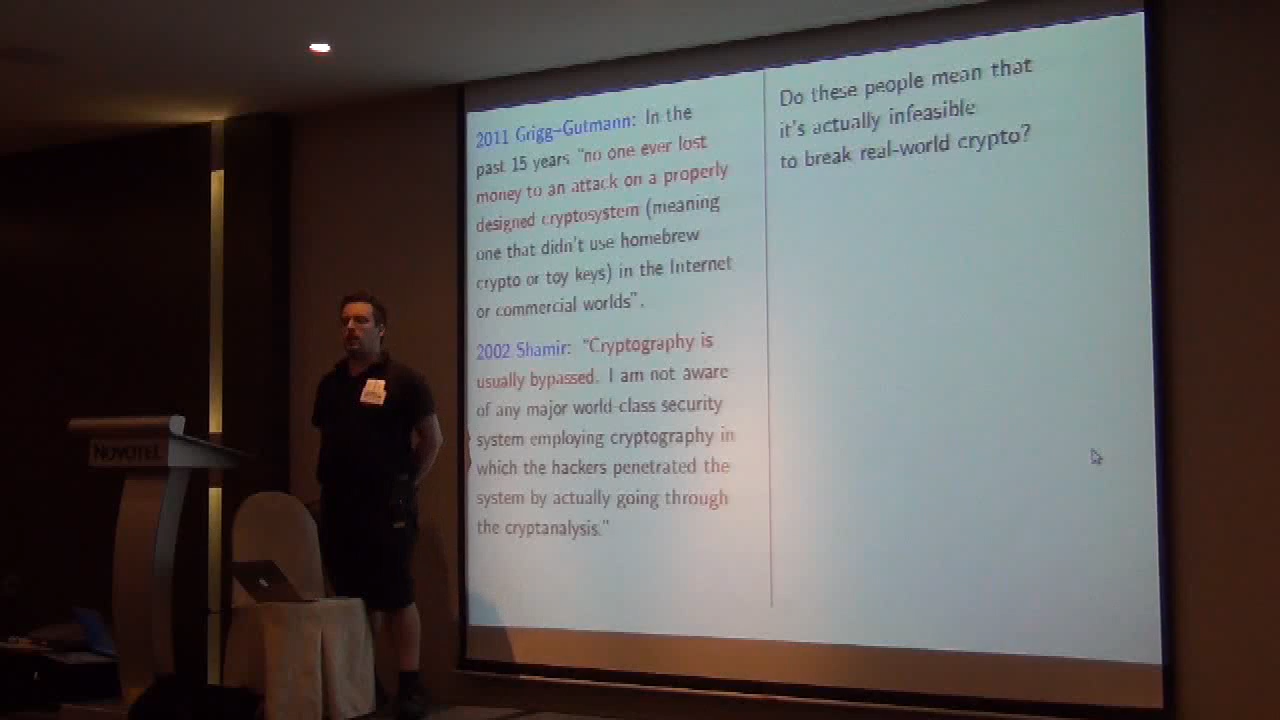 2011 Grigg–Gutmann: In the
past 15 years "no one ever lost
money to an attack on a properly
designed cryptosystem (meaning
one that didn't use homebrew
crypto or toy keys) in the Internet
or commercial worlds".
2002 Shamir: "Cryptography is
usually bypassed. I am not aware
of any major world-class security
system employing cryptography in
which the hackers penetrated the
system by actually going through
the cryptanalysis."
Do these people mean that
it's actually infeasible
to break real-world crypto?
NOVOTEL